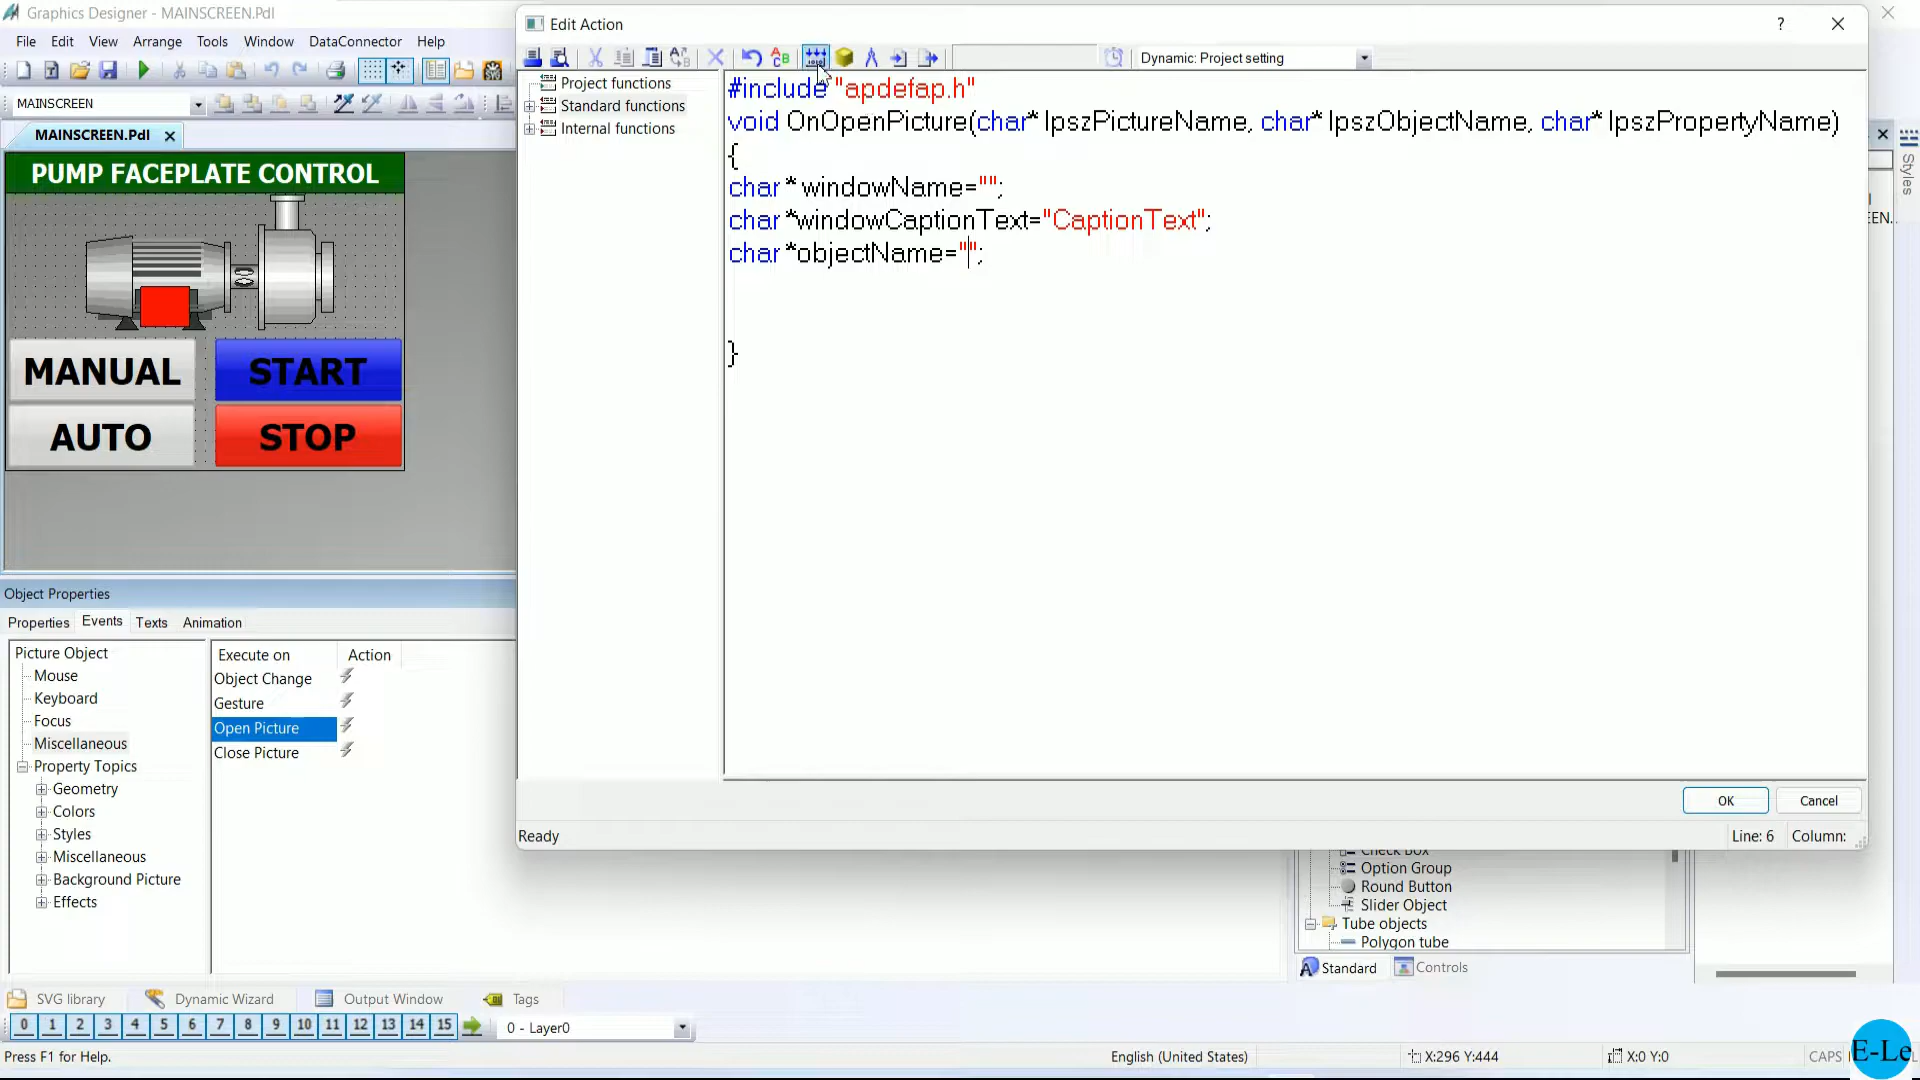 Graphics Designer - MAINSCREEN.Pdl
File Edit View Arrange Tools Window DataConnector Help
MAINSCREEN
MAINSCREEN.Pdl
PUMP FACEPLATE CONTROL
MANUAL START
AUTO STOP
Edit Action
Dynamic: Project setting
Project functions
Standard functions
Internal functions
#include "apdefap.h"
void OnOpenPicture(char* lpszPictureName, char* lpszObjectName, char* lpszPropertyName)
{
char* windowName="";
char *windowCaptionText="CaptionText";
char *objectName="";
}
OK Cancel
Ready
Line: 6 Column:
Styles
EN.
Object Properties
Properties Events Texts Animation
Picture Object
Mouse
Keyboard
Focus
Miscellaneous
Property Topics
Geometry
Colors
Styles
Miscellaneous
Background Picture
Effects
Execute on Action
Object Change
Gesture
Open Picture
Close Picture
Check Box
Option Group
Round Button
Slider Object
Tube objects
Polygon tube
Standard Controls
SVG library Dynamic Wizard Output Window Tags
0 1 2 3 4 5 6 7 8 9 10 11 12 13 14 15 0 - Layer0
Press F1 for Help. English (United States) X:296 Y:444 X:0 Y:0 CAPS
E-Le